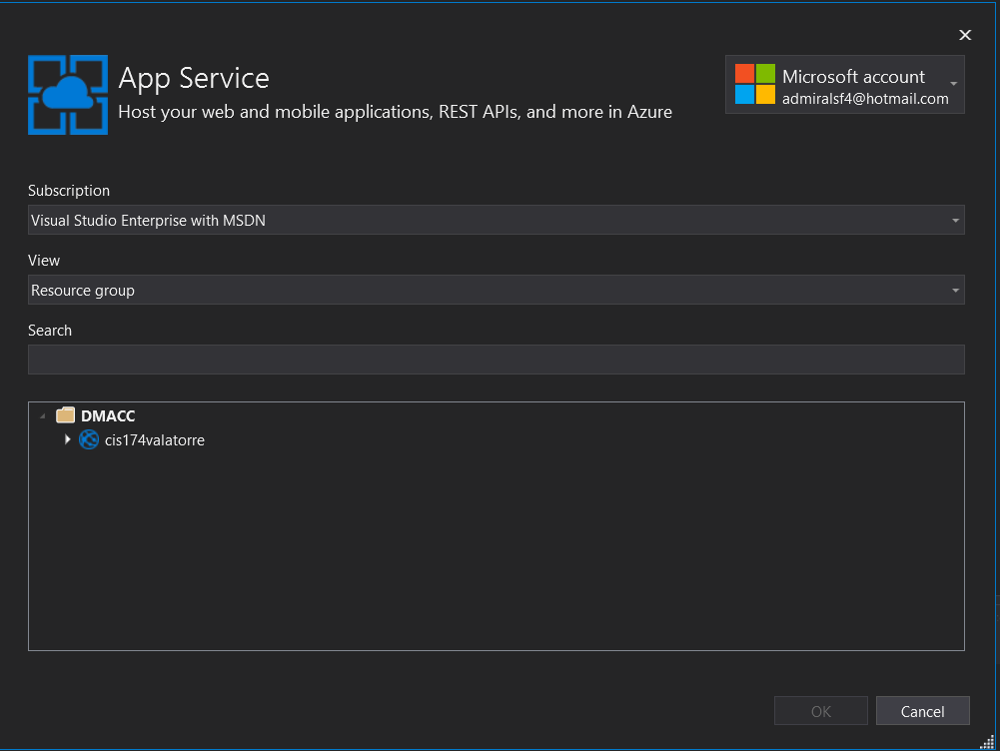 App Service
Host your web and mobile applications, REST APIs, and more in Azure
Microsoft account
admiralsf4@hotmail.com
Subscription
Visual Studio Enterprise with MSDN
View
Resource group
Search
DMACC
cis174valatorre
OK
Cancel